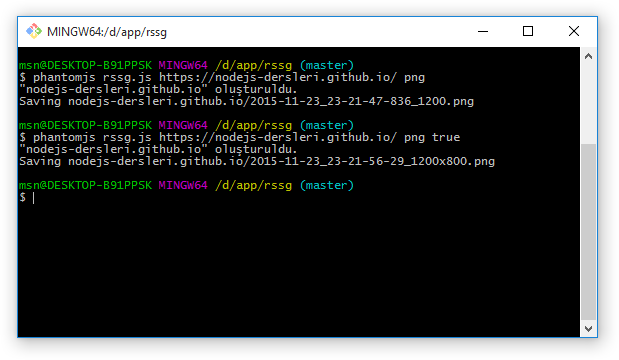 MINGW64:/d/app/rssg
msn@DESKTOP-B91PPSK MINGW64 /d/app/rssg (master)
$ phantomjs rssg.js https://nodejs-dersleri.github.io/ png
"nodejs-dersleri.github.io" oluşturuldu.
Saving nodejs-dersleri.github.io/2015-11-23_23-21-47-836_1200.png
msn@DESKTOP-B91PPSK MINGW64 /d/app/rssg (master)
$ phantomjs rssg.js https://nodejs-dersleri.github.io/ png true
"nodejs-dersleri.github.io" oluşturuldu.
Saving nodejs-dersleri.github.io/2015-11-23_23-21-56-29_1200x800.png
msn@DESKTOP-B91PPSK MINGW64 /d/app/rssg (master)
$